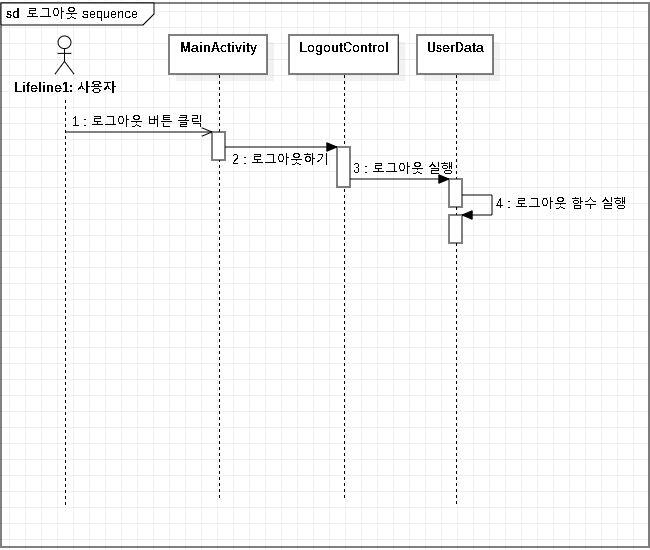 sd 로그아웃 sequence
MainActivity
LogoutControl
UserData
Lifeline1: 사용자
1 : 로그아웃 버튼 클릭
2 : 로그아웃하기
3 : 로그아웃 실행
4 : 로그아웃 함수 실행